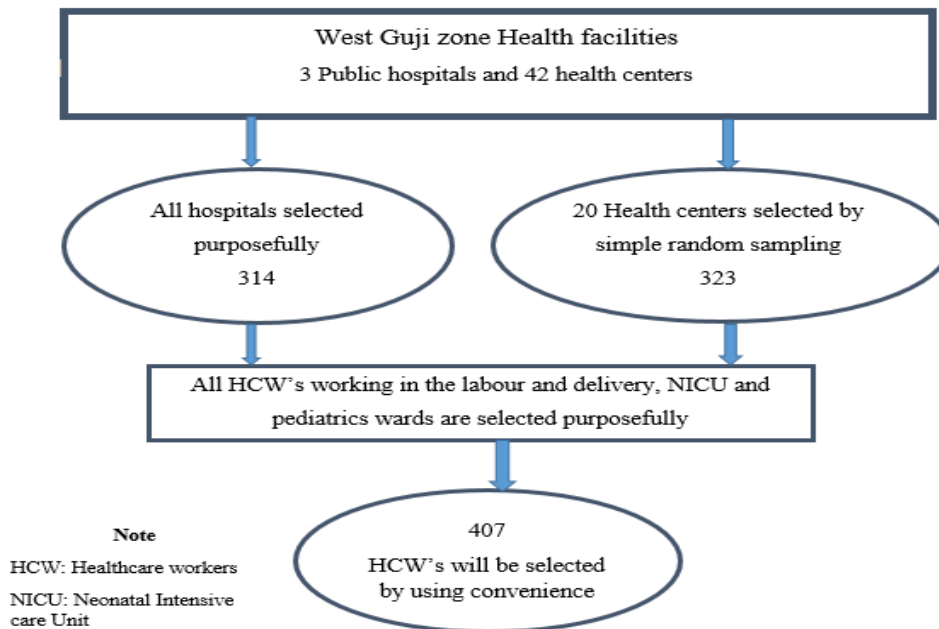 West Guji zone Health facilities
3 Public hospitals and 42 health centers
All hospitals selected
purposefully
314
20 Health centers selected by
simple random sampling
323
All HCW's working in the labour and delivery, NICU and
pediatrics wards are selected purposefully
407
HCW's will be selected
by using convenience
Note
HCW: Healthcare workers
NICU: Neonatal Intensive
care Unit